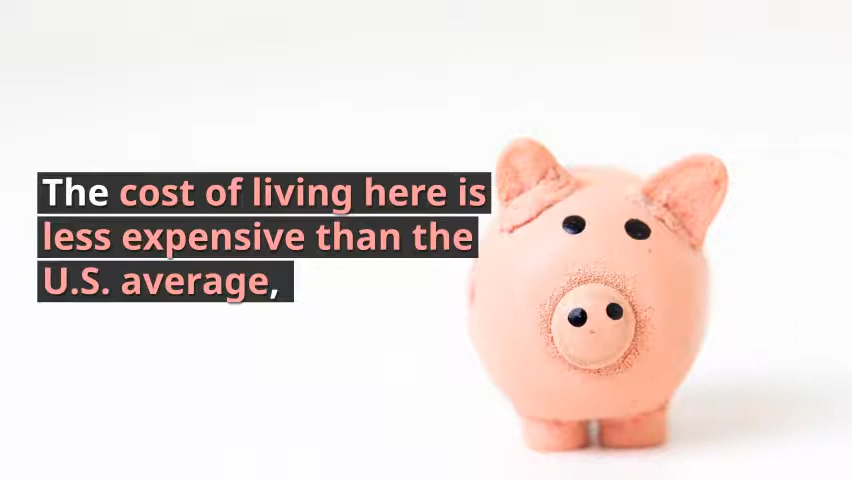 The cost of living here is
less expensive than the
U.S. average,